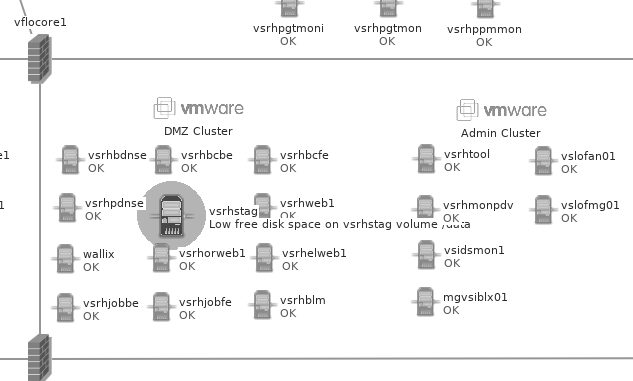 vflocore1
vsrhpgtmoni
OK
vsrhpgtmon
OK
vsrhppmmon
OK
vmware
DMZ Cluster
vmware
Admin Cluster
e1
vsrhbdnse
OK
vsrhbcbe
OK
vsrhbcfe
OK
vsrhtool
OK
vslofan01
OK
1
vsrhpdnse
OK
vsrhstag
Low free disk space on vsrhstag volume /data
vsrhweb1
OK
vsrhmonpdv
OK
vslofmg01
OK
wallix
OK
vsrhorweb1
OK
vsrhelweb1
OK
vsidsmon1
OK
vsrhjobbe
OK
vsrhjobfe
OK
vsrhblm
OK
mgvsiblx01
OK